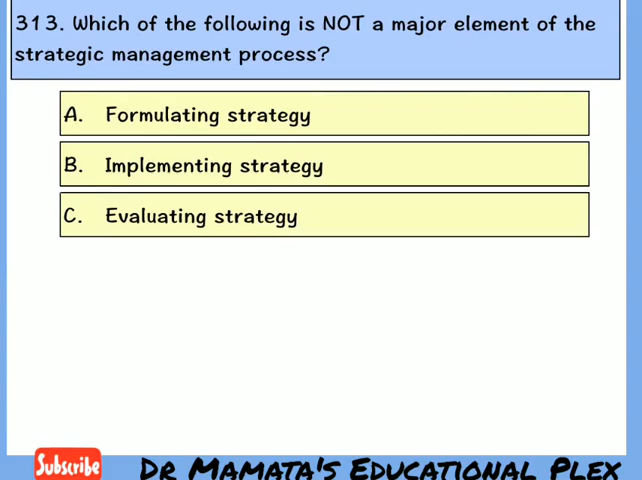 313. Which of the following is NOT a major element of the
strategic management process?
A. Formulating strategy
B. Implementing strategy
C. Evaluating strategy
Subscribe
DR MAMATA'S EDUCATIONAL PLEX